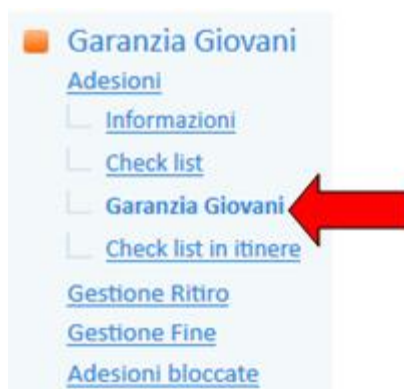 Garanzia Giovani
Adesioni
Informazioni
Check list
Garanzia Giovani
Check list in itinere
Gestione Ritiro
Gestione Fine
Adesioni bloccate